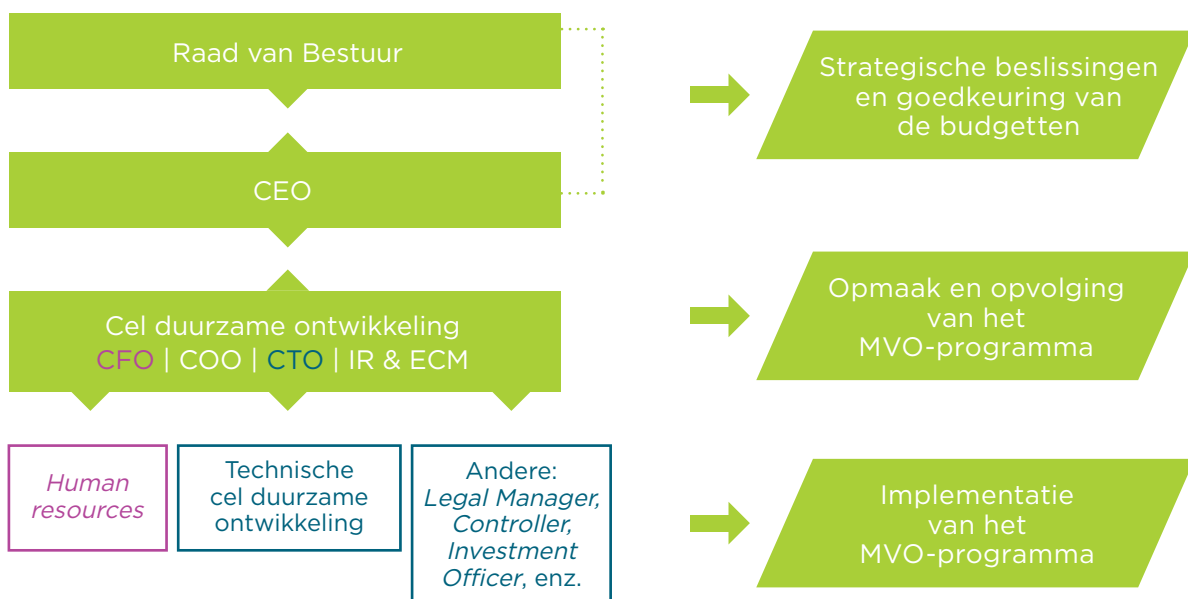 Raad van Bestuur
Strategische beslissingen
en goedkeuring van
de budgetten
CEO
Cel duurzame ontwikkeling
CFO | COO | CTO | IR & ECM
Opmaak en opvolging
van het
MVO-programma
Human
resources
Technische
cel duurzame
ontwikkeling
Andere:
Legal Manager,
Controller,
Investment
Officer, enz.
Implementatie
van het
MVO-programma